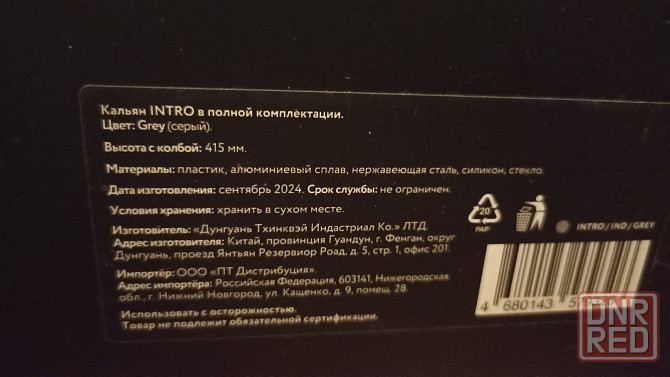 Кальян INTRO в полной комплектации.
Цвет: Grey (серый).
Высота с колбой: 415 мм.
Материалы: пластик, алюминиевый сплав, нержавеющая сталь, силикон, стекло.
Дата изготовления: сентябрь 2024. Срок службы: не ограничен.
Условия хранения: хранить в сухом месте.
Изготовитель: «Дунгуань Тхинквэй Индастриал Ко.» ЛТД.
Адрес изготовителя: Китай, провинция Гуандун, г. Фенган, округ
Дунгуань, проезд Янтьян Резервиор Роад, д. 5, стр. 1, офис 201.
Импортёр: ООО «ПТ Дистрибуция».
Адрес импортера: Российская Федерация, 603141, Нижегородская
обл., г. Нижний Новгород, ул. Кащенко, д. 9, помещ. 28.
Использовать с осторожностью.
Товар не подлежит обязательной сертификации.
20
PAP
INTRO/IND/GREY
4 680143
DNR
RED